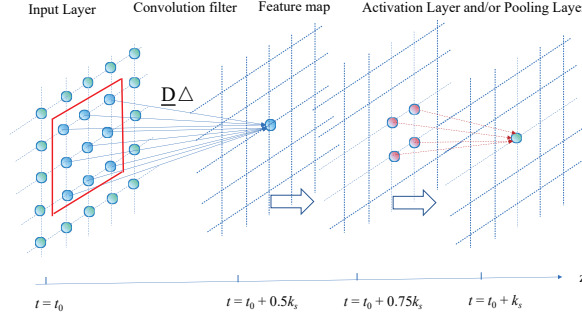 Input Layer Convolution filter Feature map Activation Layer and/or Pooling Layer
D△
z
t = t₀ t = t₀ + 0.5kₛ t = t₀ + 0.75kₛ t = t₀ + kₛ